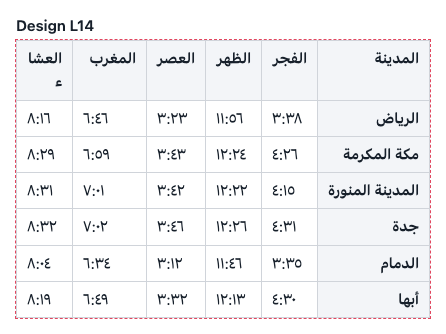 Design L14
المدينة الفجر الظهر العصر المغرب العشاء
الرياض ٣:٣٨ ١١:٥٦ ٣:٢٣ ٦:٤٦ ٨:١٦
مكة المكرمة ٤:٢٦ ١٢:٢٤ ٣:٤٣ ٦:٥٩ ٨:٢٩
المدينة المنورة ٤:١٥ ١٢:٢٢ ٣:٤٢ ٧:٠١ ٨:٣١
جدة ٤:٣١ ١٢:٢٦ ٣:٤٦ ٧:٠٢ ٨:٣٢
الدمام ٣:٣٥ ١١:٤٦ ٣:١٢ ٦:٣٤ ٨:٠٤
أبها ٤:٣٠ ١٢:١٣ ٣:٣٢ ٦:٤٩ ٨:١٩